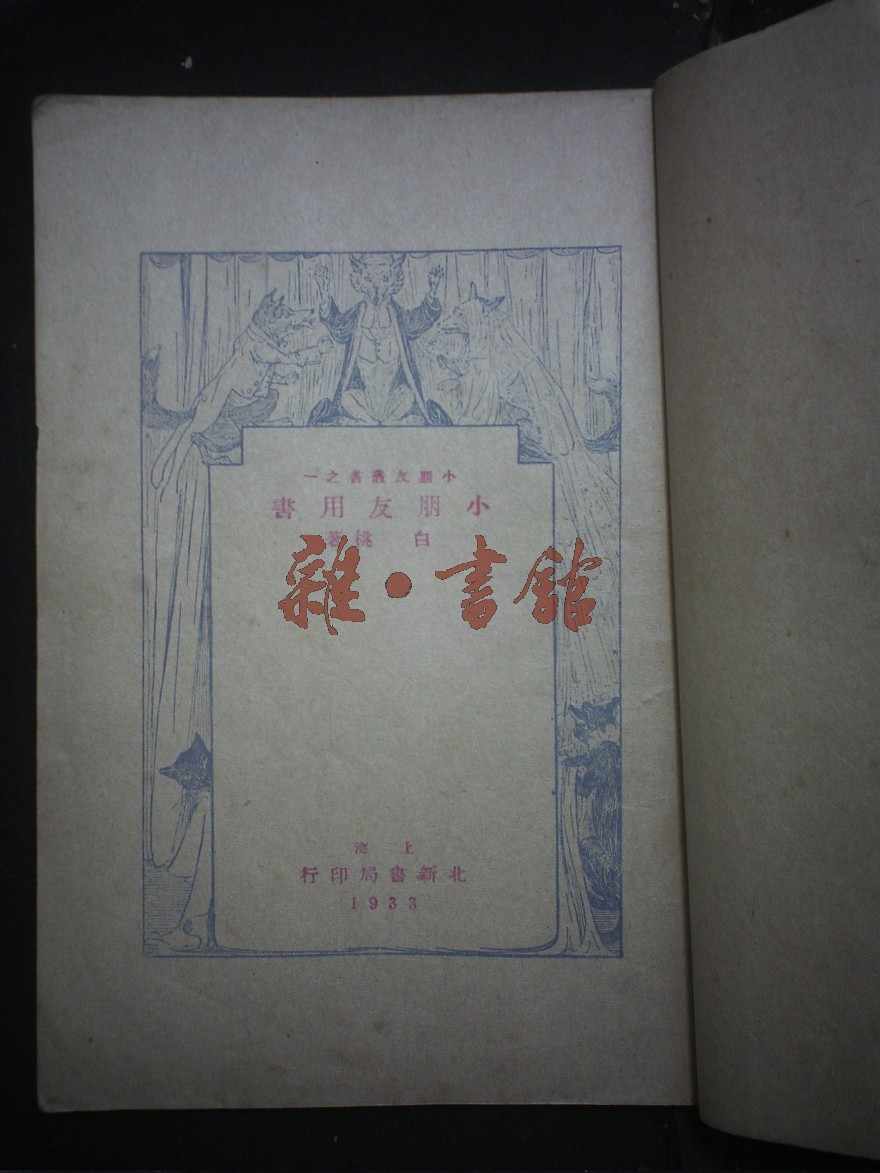 小朋友叢書之一
小朋友用書
白桃著
雜·書館
上海
北新書局印行
1933